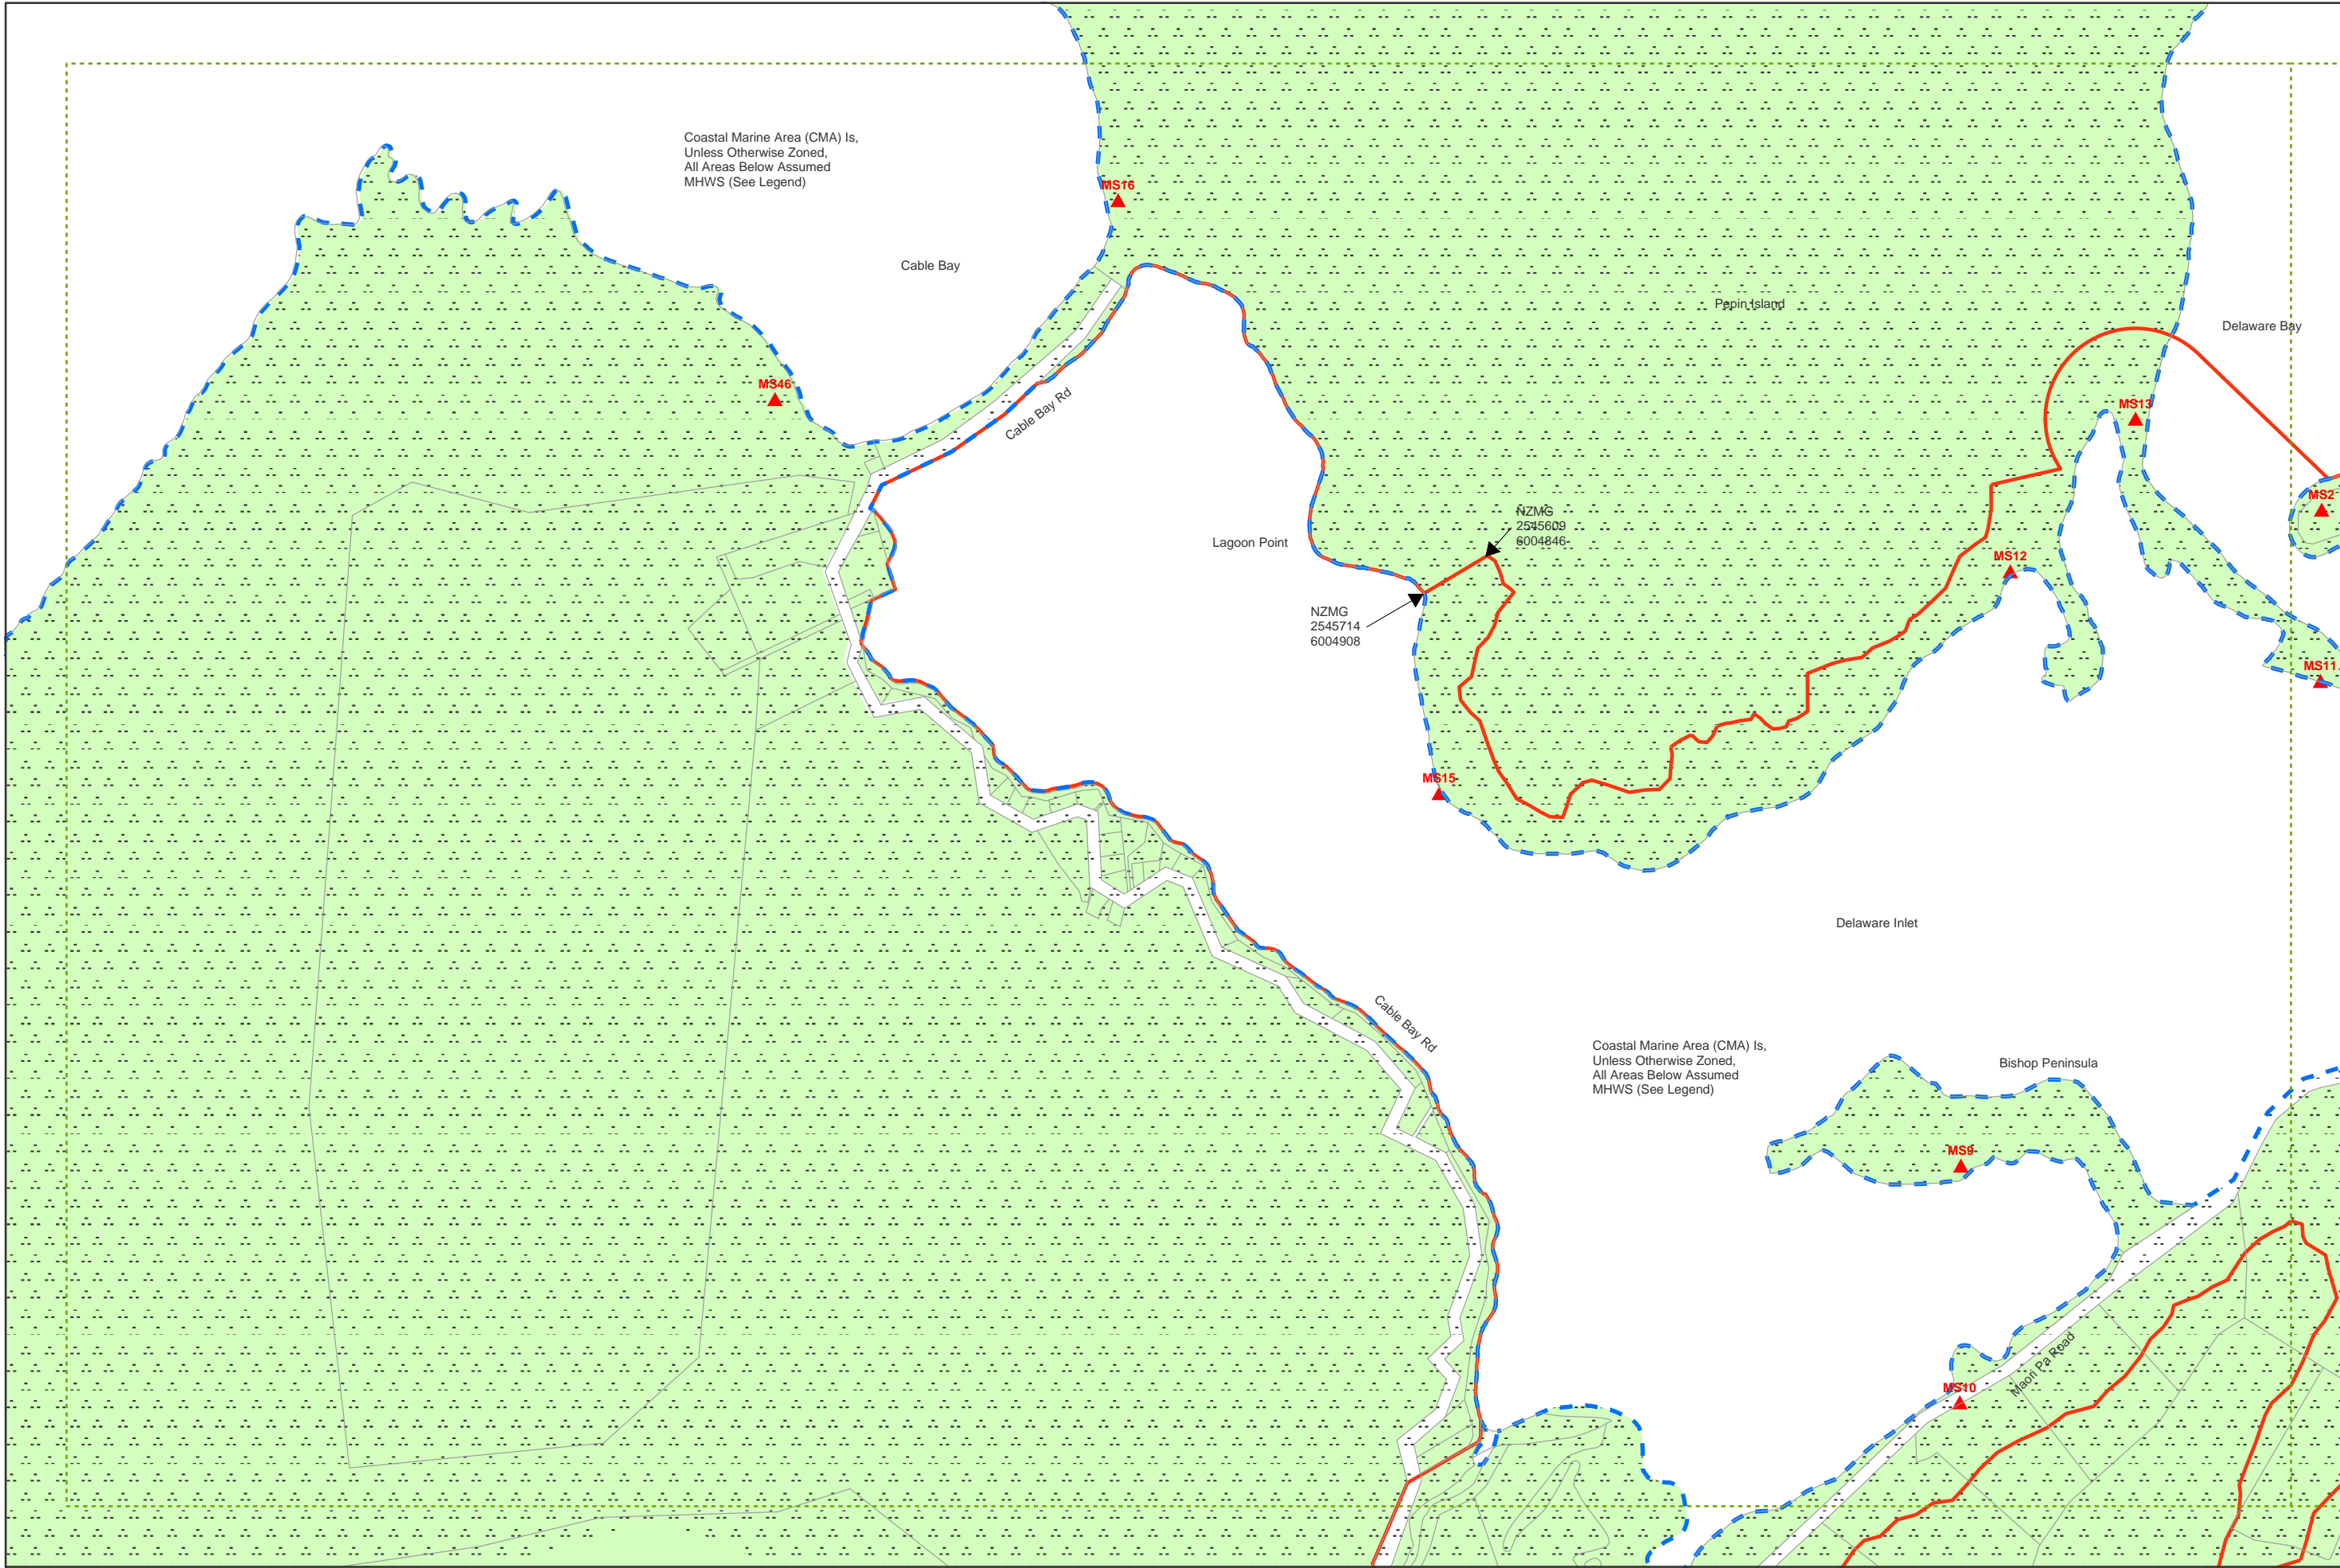 Coastal Marine Area (CMA) Is,
Unless Otherwise Zoned,
All Areas Below Assumed
MHWS (See Legend)
MS16
Cable Bay
Pepin Island
Delaware Bay
MS46
Cable Bay Rd
MS13
MS2
NZMG
2545609
6004846
Lagoon Point
MS12
NZMG
2545714
6004908
MS11
MS15
Delaware Inlet
Cable Bay Rd
Coastal Marine Area (CMA) Is,
Unless Otherwise Zoned,
All Areas Below Assumed
MHWS (See Legend)
Bishop Peninsula
MS9
Maori Pa Road
MS10